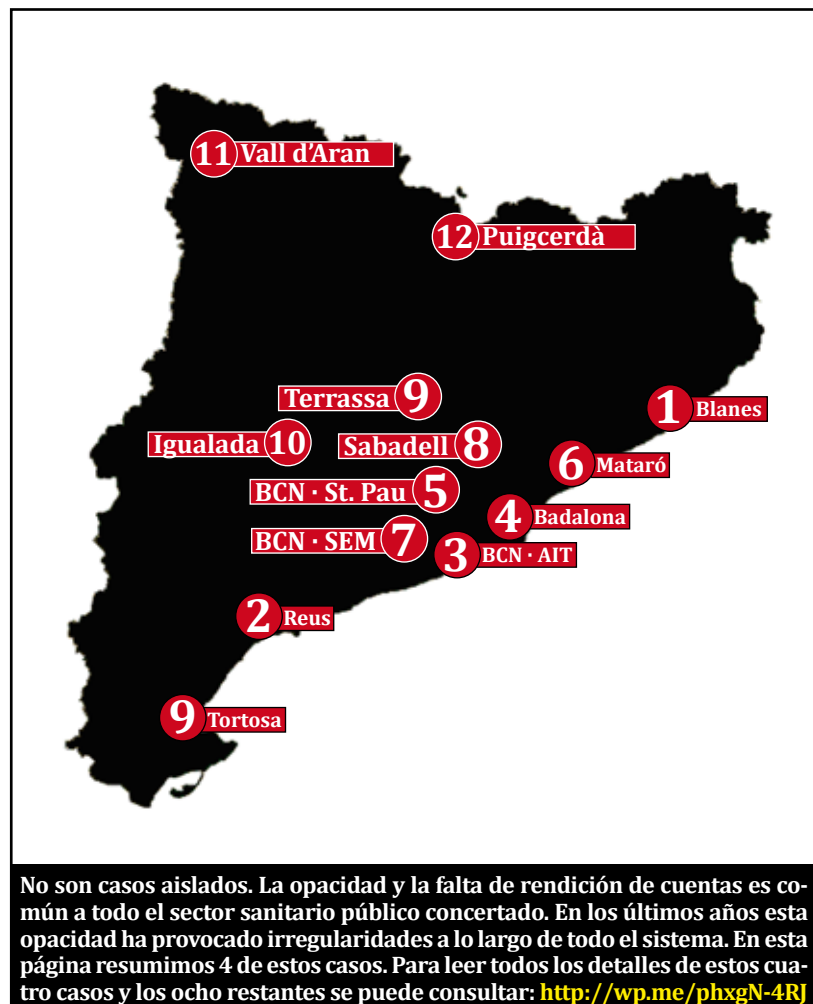 11 Vall d'Aran
12 Puigcerdà
Terrassa 9
1 Blanes
Igualada 10
Sabadell 8
6 Mataró
BCN · St. Pau 5
4 Badalona
BCN · SEM 7
3 BCN · AIT
2 Reus
9 Tortosa
No son casos aislados. La opacidad y la falta de rendición de cuentas es co-
mún a todo el sector sanitario público concertado. En los últimos años esta
opacidad ha provocado irregularidades a lo largo de todo el sistema. En esta
página resumimos 4 de estos casos. Para leer todos los detalles de estos cua-
tro casos y los ocho restantes se puede consultar: http://wp.me/phxgN-4RJ